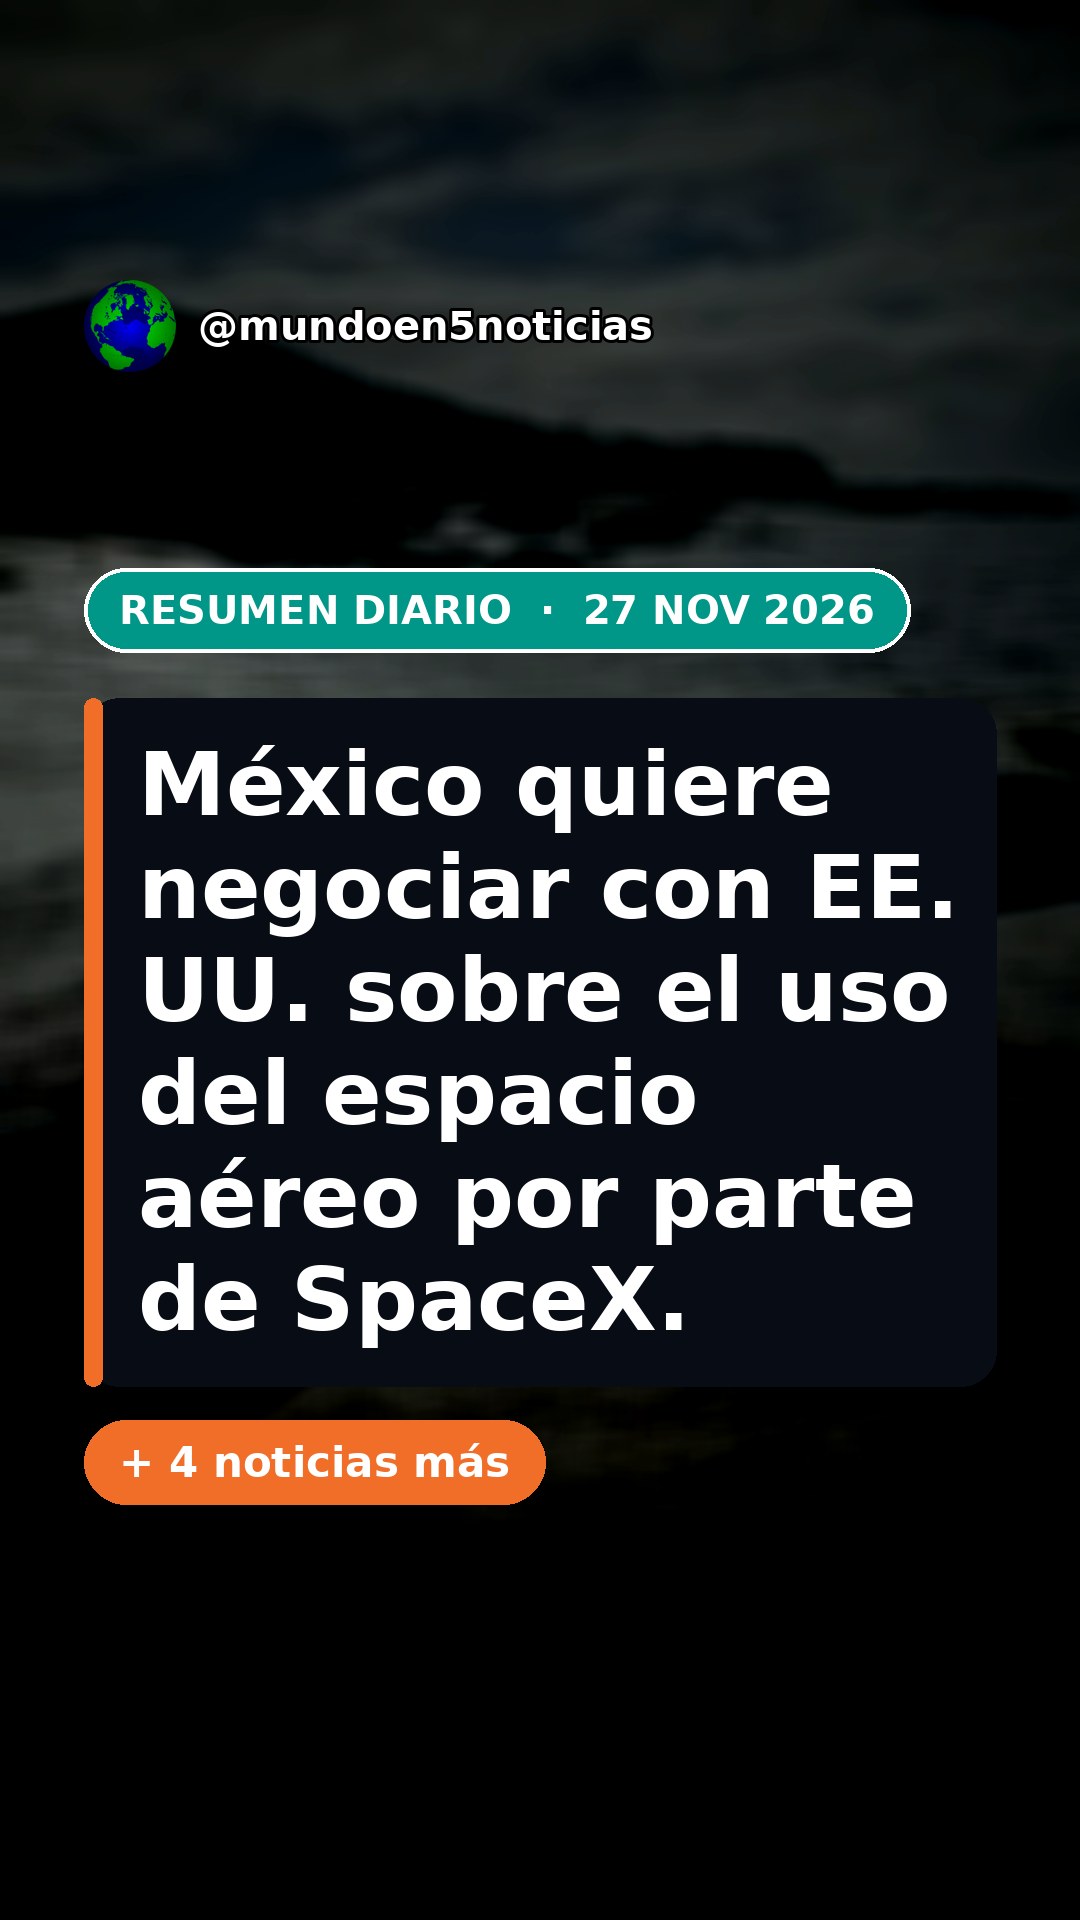 @mundoen5noticias
RESUMEN DIARIO · 27 NOV 2026
México quiere
negociar con EE.
UU. sobre el uso
del espacio
aéreo por parte
de SpaceX.
+ 4 noticias más